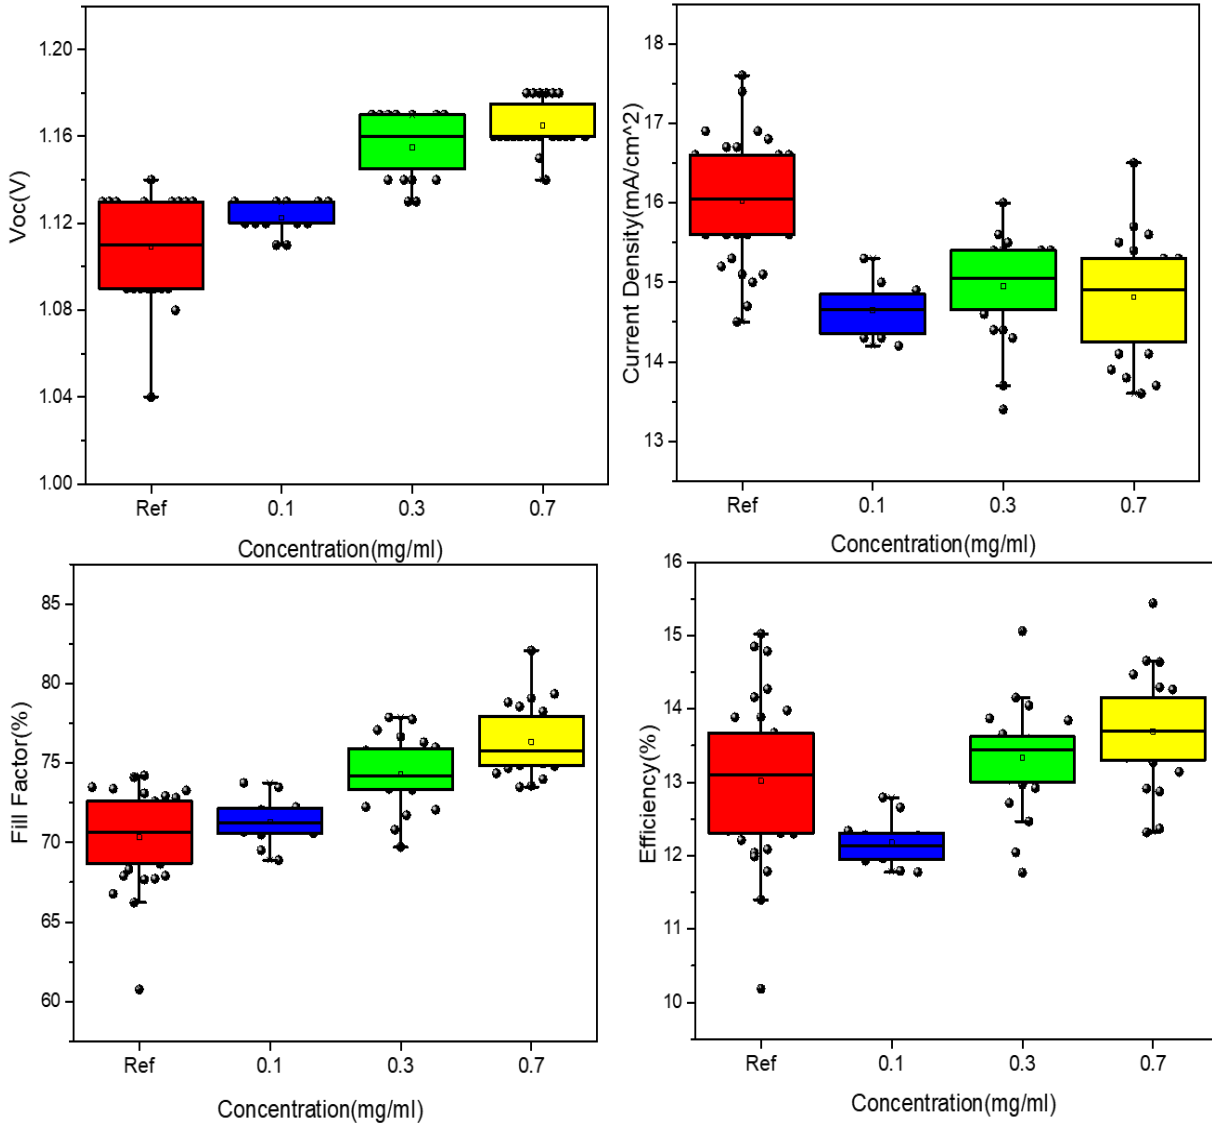 1.20
1.16
1.12
1.08
1.04
1.00
Voc(V)
Ref 0.1 0.3 0.7
Concentration(mg/ml)
18
17
16
15
14
13
Current Density(mA/cm^2)
Ref 0.1 0.3 0.7
Concentration(mg/ml)
85
80
75
70
65
60
Fill Factor(%)
Ref 0.1 0.3 0.7
Concentration(mg/ml)
16
15
14
13
12
11
10
Efficiency(%)
Ref 0.1 0.3 0.7
Concentration(mg/ml)